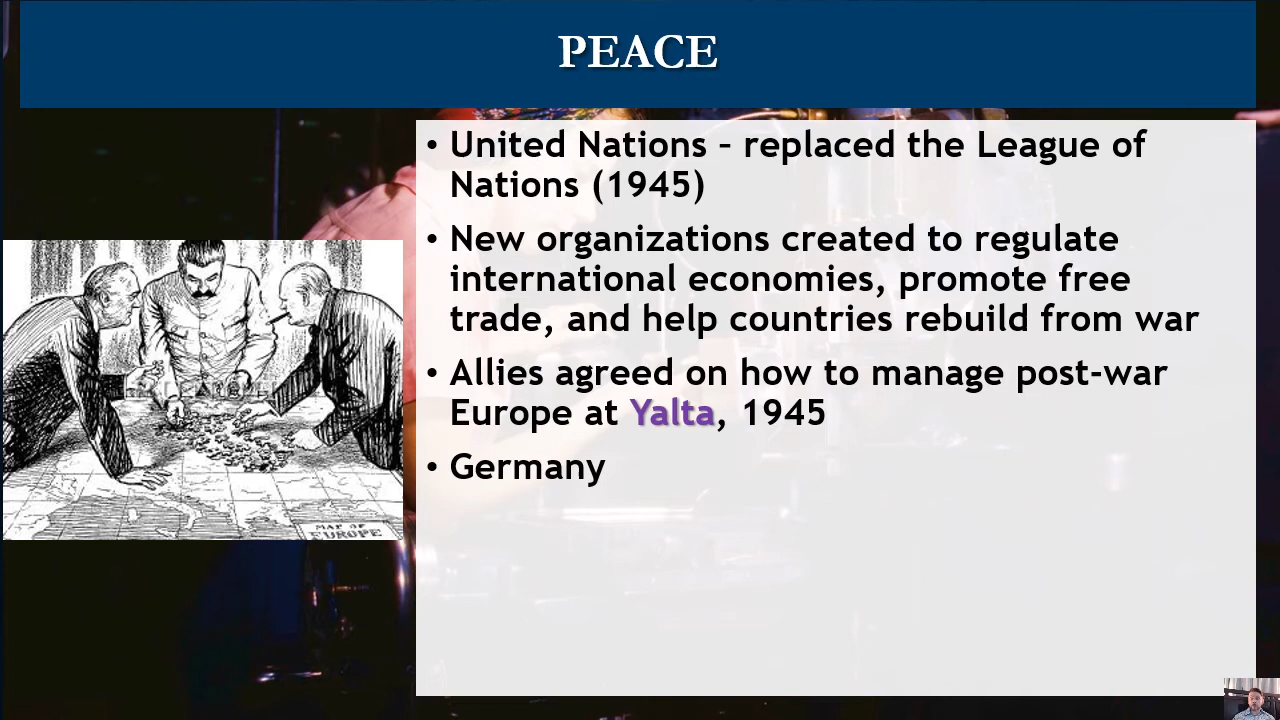 PEACE
• United Nations – replaced the League of
Nations (1945)
• New organizations created to regulate
international economies, promote free
trade, and help countries rebuild from war
• Allies agreed on how to manage post-war
Europe at Yalta, 1945
• Germany
MAP OF
EUROPE